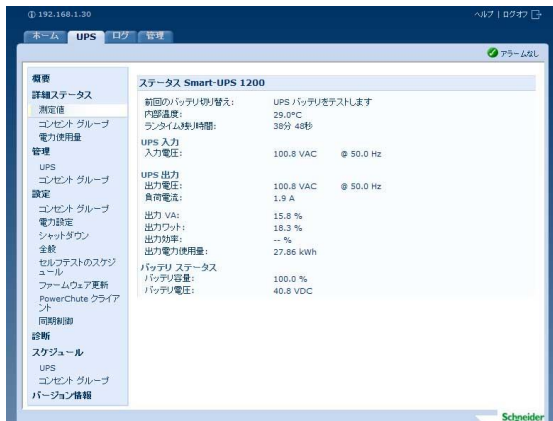 192.168.1.30
ヘルプ | ログオフ
ホーム UPS ログ 管理
アラームなし
概要
詳細ステータス
測定値
コンセント グループ
電力使用量
管理
UPS
コンセント グループ
設定
コンセント グループ
電力設定
シャットダウン
全般
セルフテストのスケジ
ュール
ファームウェア更新
PowerChute クライア
ント
同期制御
診断
スケジュール
UPS
コンセント グループ
バージョン情報
ステータス Smart-UPS 1200
前回のバッテリ切り替え: UPS バッテリをテストします
内部温度: 29.0°C
ランタイム残り時間: 38分 48秒
UPS 入力
入力電圧: 100.8 VAC @ 50.0 Hz
UPS 出力
出力電圧: 100.8 VAC @ 50.0 Hz
負荷電流: 1.9 A
出力 VA: 15.8 %
出力ワット: 18.3 %
出力効率: -- %
出力電力使用量: 27.86 kWh
バッテリ ステータス
バッテリ容量: 100.0 %
バッテリ電圧: 40.8 VDC
Schneider